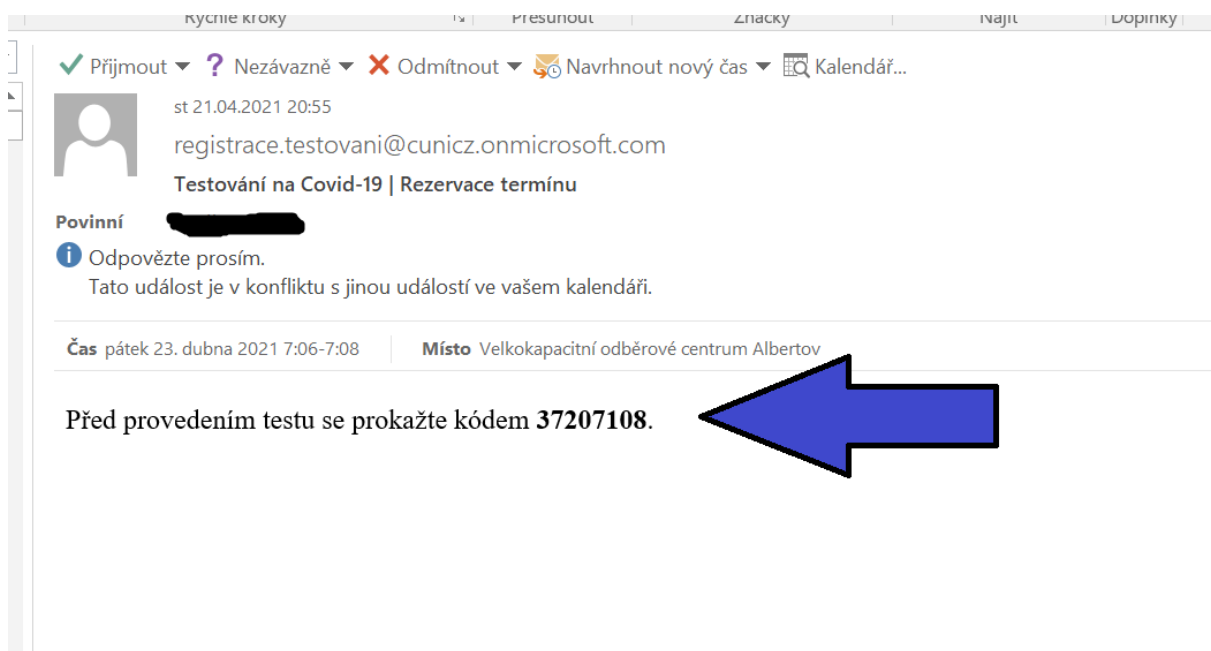 Rychlé kroky Přesunout Značky Najít Doplňky
Přijmout Nezávazně Odmítnout Navrhnout nový čas Kalendář...
st 21.04.2021 20:55
registrace.testovani@cunicz.onmicrosoft.com
Testování na Covid-19 | Rezervace termínu
Povinní
Odpovězte prosím.
Tato událost je v konfliktu s jinou událostí ve vašem kalendáři.
Čas pátek 23. dubna 2021 7:06-7:08 Místo Velkokapacitní odběrové centrum Albertov
Před provedením testu se prokažte kódem 37207108.